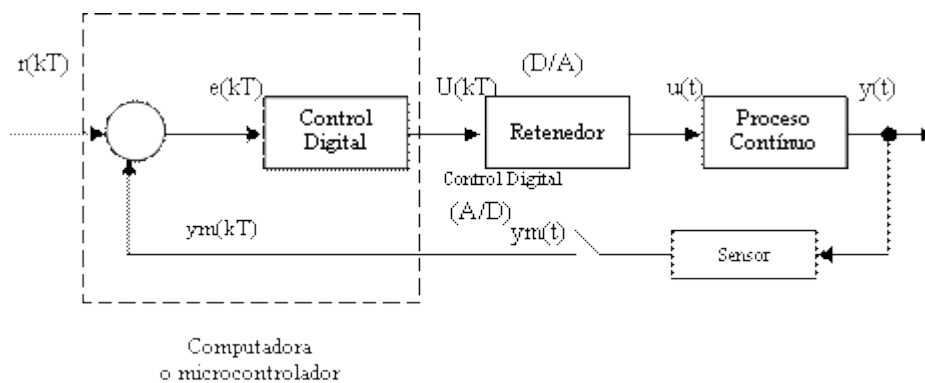 r(kT)
e(kT)
Control
Digital
U(kT)
(D/A)
Retenedor
Control Digital
u(t)
Proceso
Contínuo
y(t)
ym(kT)
(A/D)
ym(t)
Sensor
Computadora
o microcontrolador